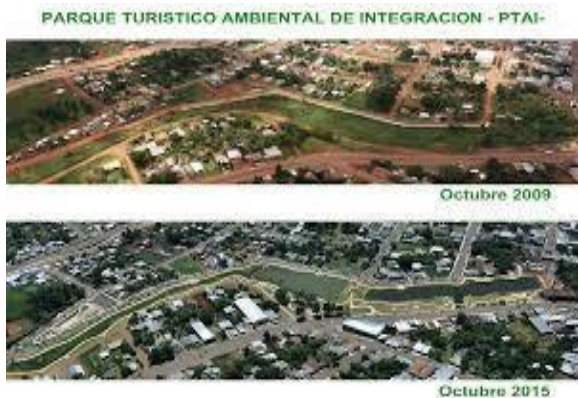 PARQUE TURISTICO AMBIENTAL DE INTEGRACION - PTAI-
Octubre 2009
Octubre 2015